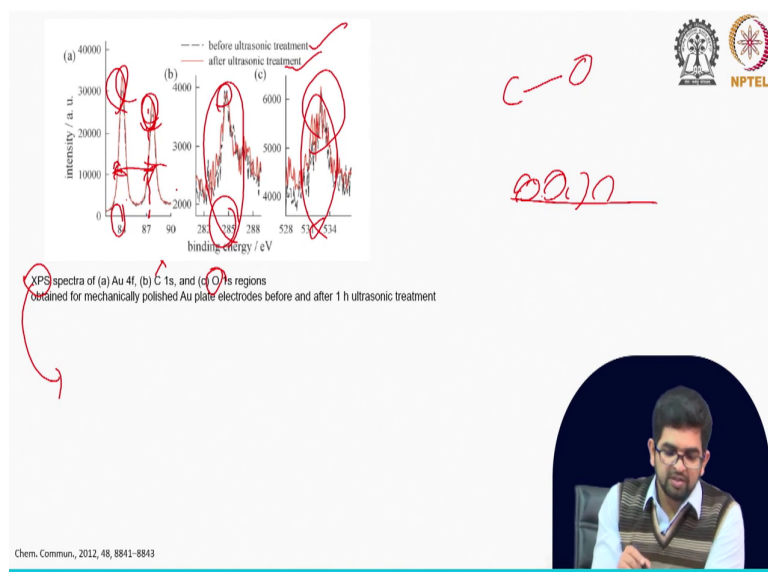 --- before ultrasonic treatment
— after ultrasonic treatment
(a)
(b)
(c)
intensity / a. u.
40000
30000
20000
10000
0
4000
3000
2000
6000
5000
4000
84 87 90
282 285 288
528 531 534
binding energy / eV
XPS spectra of (a) Au 4f, (b) C 1s, and (c) O 1s regions
obtained for mechanically polished Au plate electrodes before and after 1 h ultrasonic treatment
C — O
NPTEL
Chem. Commun., 2012, 48, 8841–8843